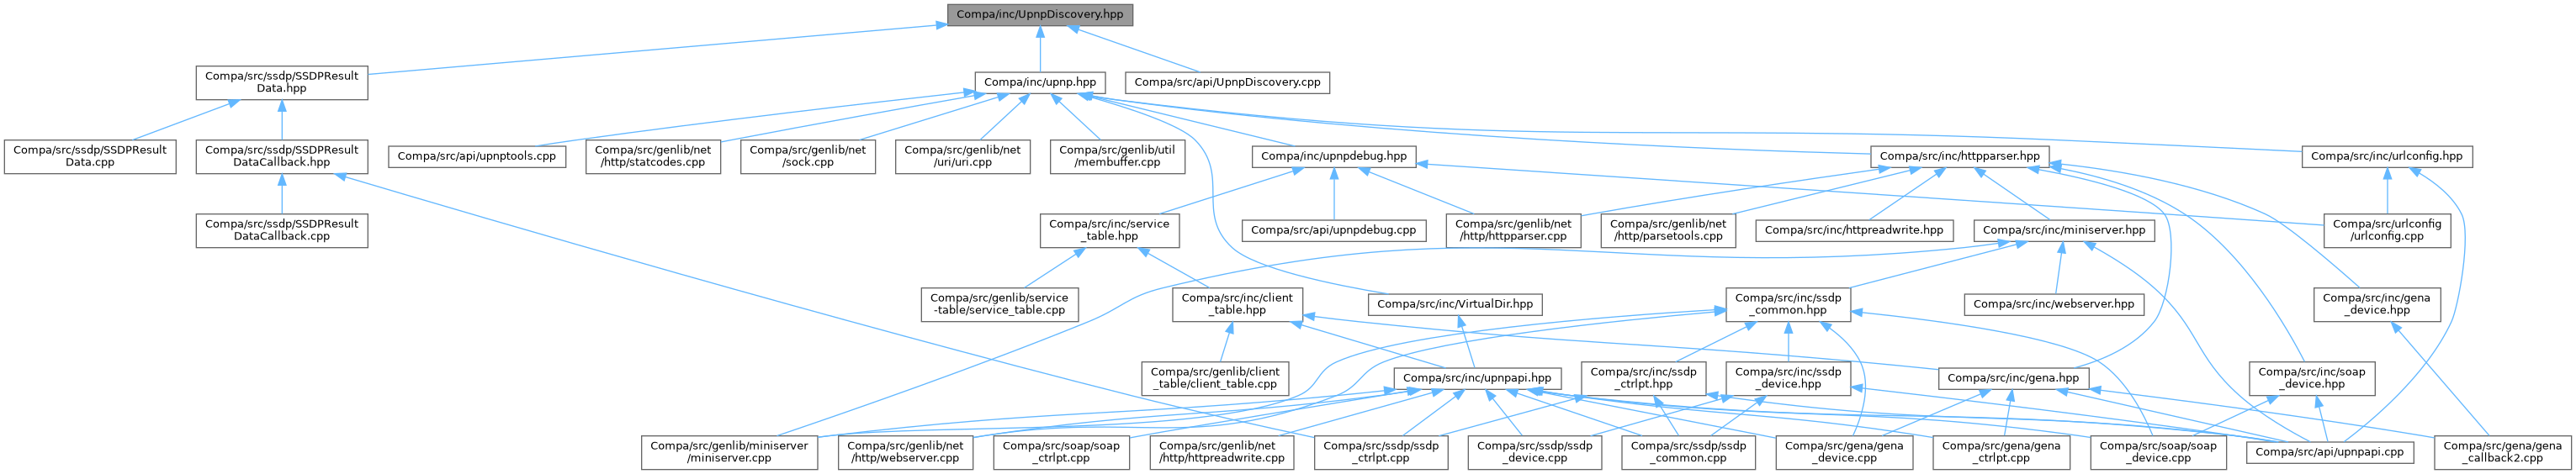 Compa/inc/UpnpDiscovery.hpp
Compa/src/ssdp/SSDPResult
Data.hpp
Compa/inc/upnp.hpp
Compa/src/api/UpnpDiscovery.cpp
Compa/src/ssdp/SSDPResult
Data.cpp
Compa/src/ssdp/SSDPResult
DataCallback.hpp
Compa/src/api/upnptools.cpp
Compa/src/genlib/net
/http/statcodes.cpp
Compa/src/genlib/net
/sock.cpp
Compa/src/genlib/net
/uri/uri.cpp
Compa/src/genlib/util
/membuffer.cpp
Compa/inc/upnpdebug.hpp
Compa/src/inc/httpparser.hpp
Compa/src/inc/urlconfig.hpp
Compa/src/ssdp/SSDPResult
DataCallback.cpp
Compa/src/inc/service
_table.hpp
Compa/src/api/upnpdebug.cpp
Compa/src/genlib/net
/http/httpparser.cpp
Compa/src/genlib/net
/http/parsetools.cpp
Compa/src/inc/httpreadwrite.hpp
Compa/src/inc/miniserver.hpp
Compa/src/urlconfig
/urlconfig.cpp
Compa/src/genlib/service
-table/service_table.cpp
Compa/src/inc/client
_table.hpp
Compa/src/inc/VirtualDir.hpp
Compa/src/inc/ssdp
_common.hpp
Compa/src/inc/webserver.hpp
Compa/src/inc/gena
_device.hpp
Compa/src/genlib/client
_table/client_table.cpp
Compa/src/inc/upnpapi.hpp
Compa/src/inc/ssdp
_ctrlpt.hpp
Compa/src/inc/ssdp
_device.hpp
Compa/src/inc/gena.hpp
Compa/src/inc/soap
_device.hpp
Compa/src/genlib/miniserver
/miniserver.cpp
Compa/src/genlib/net
/http/webserver.cpp
Compa/src/soap/soap
_ctrlpt.cpp
Compa/src/genlib/net
/http/httpreadwrite.cpp
Compa/src/ssdp/ssdp
_ctrlpt.cpp
Compa/src/ssdp/ssdp
_device.cpp
Compa/src/ssdp/ssdp
_common.cpp
Compa/src/gena/gena
_device.cpp
Compa/src/gena/gena
_ctrlpt.cpp
Compa/src/soap/soap
_device.cpp
Compa/src/api/upnpapi.cpp
Compa/src/gena/gena
_callback2.cpp